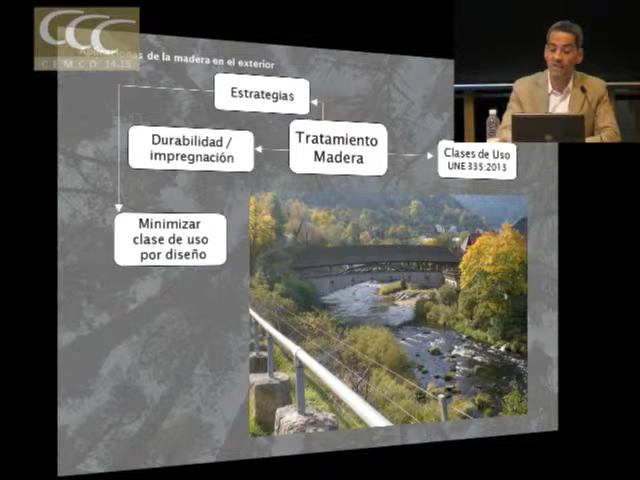 CEMCO 14-15
de la madera en el exterior
Estrategias
Durabilidad /
impregnación
Tratamiento
Madera
Clases de Uso
UNE 335:2013
Minimizar
clase de uso
por diseño